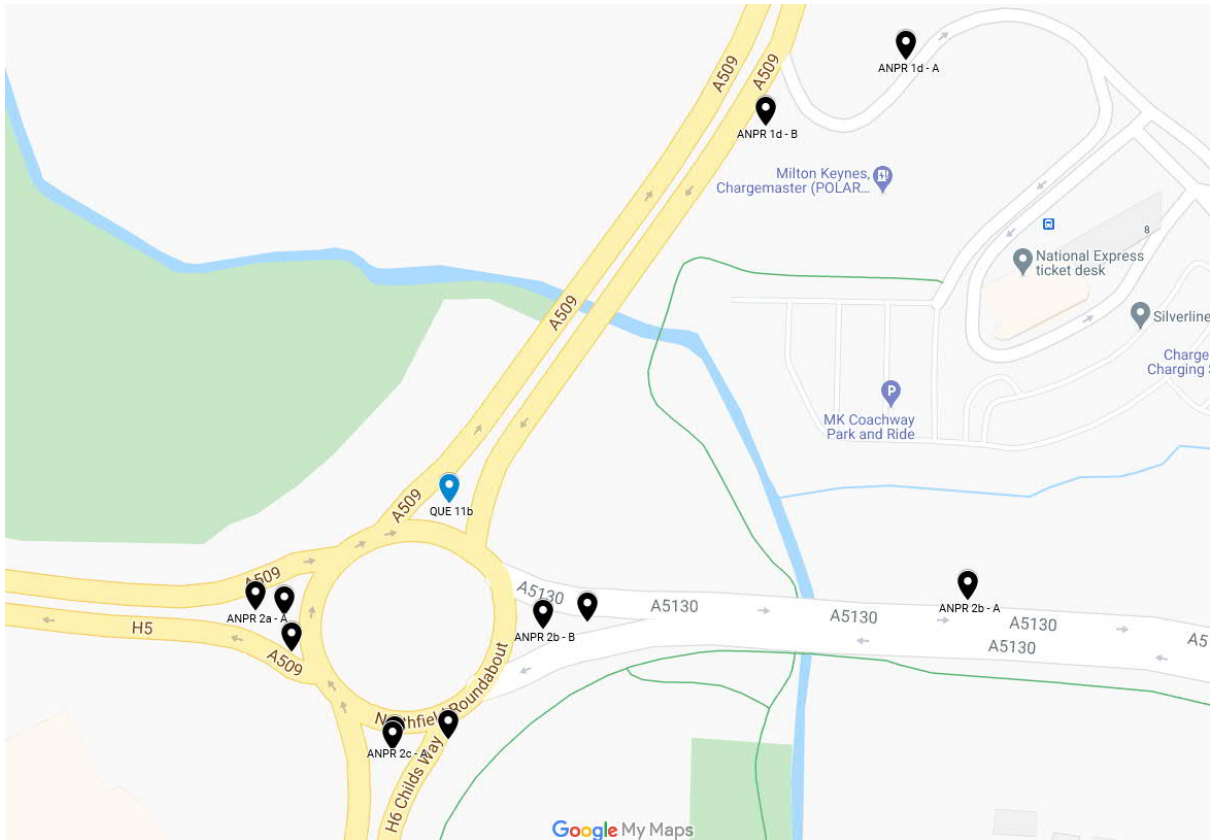 ANPR 1d - A
A509
A509
ANPR 1d - B
Milton Keynes,
Chargemaster (POLAR...
8
National Express
ticket desk
A509
Silverline
Charge
Charging S
P
MK Coachway
Park and Ride
A509
QUE 11b
A509
ANPR 2a - A
A5130
ANPR 2b - B
A5130
A5130
ANPR 2b - A
A5130
A5130
A5
H5
A509
Northfield Roundabout
ANPR 2c - A
H6 Childs Way
Google My Maps